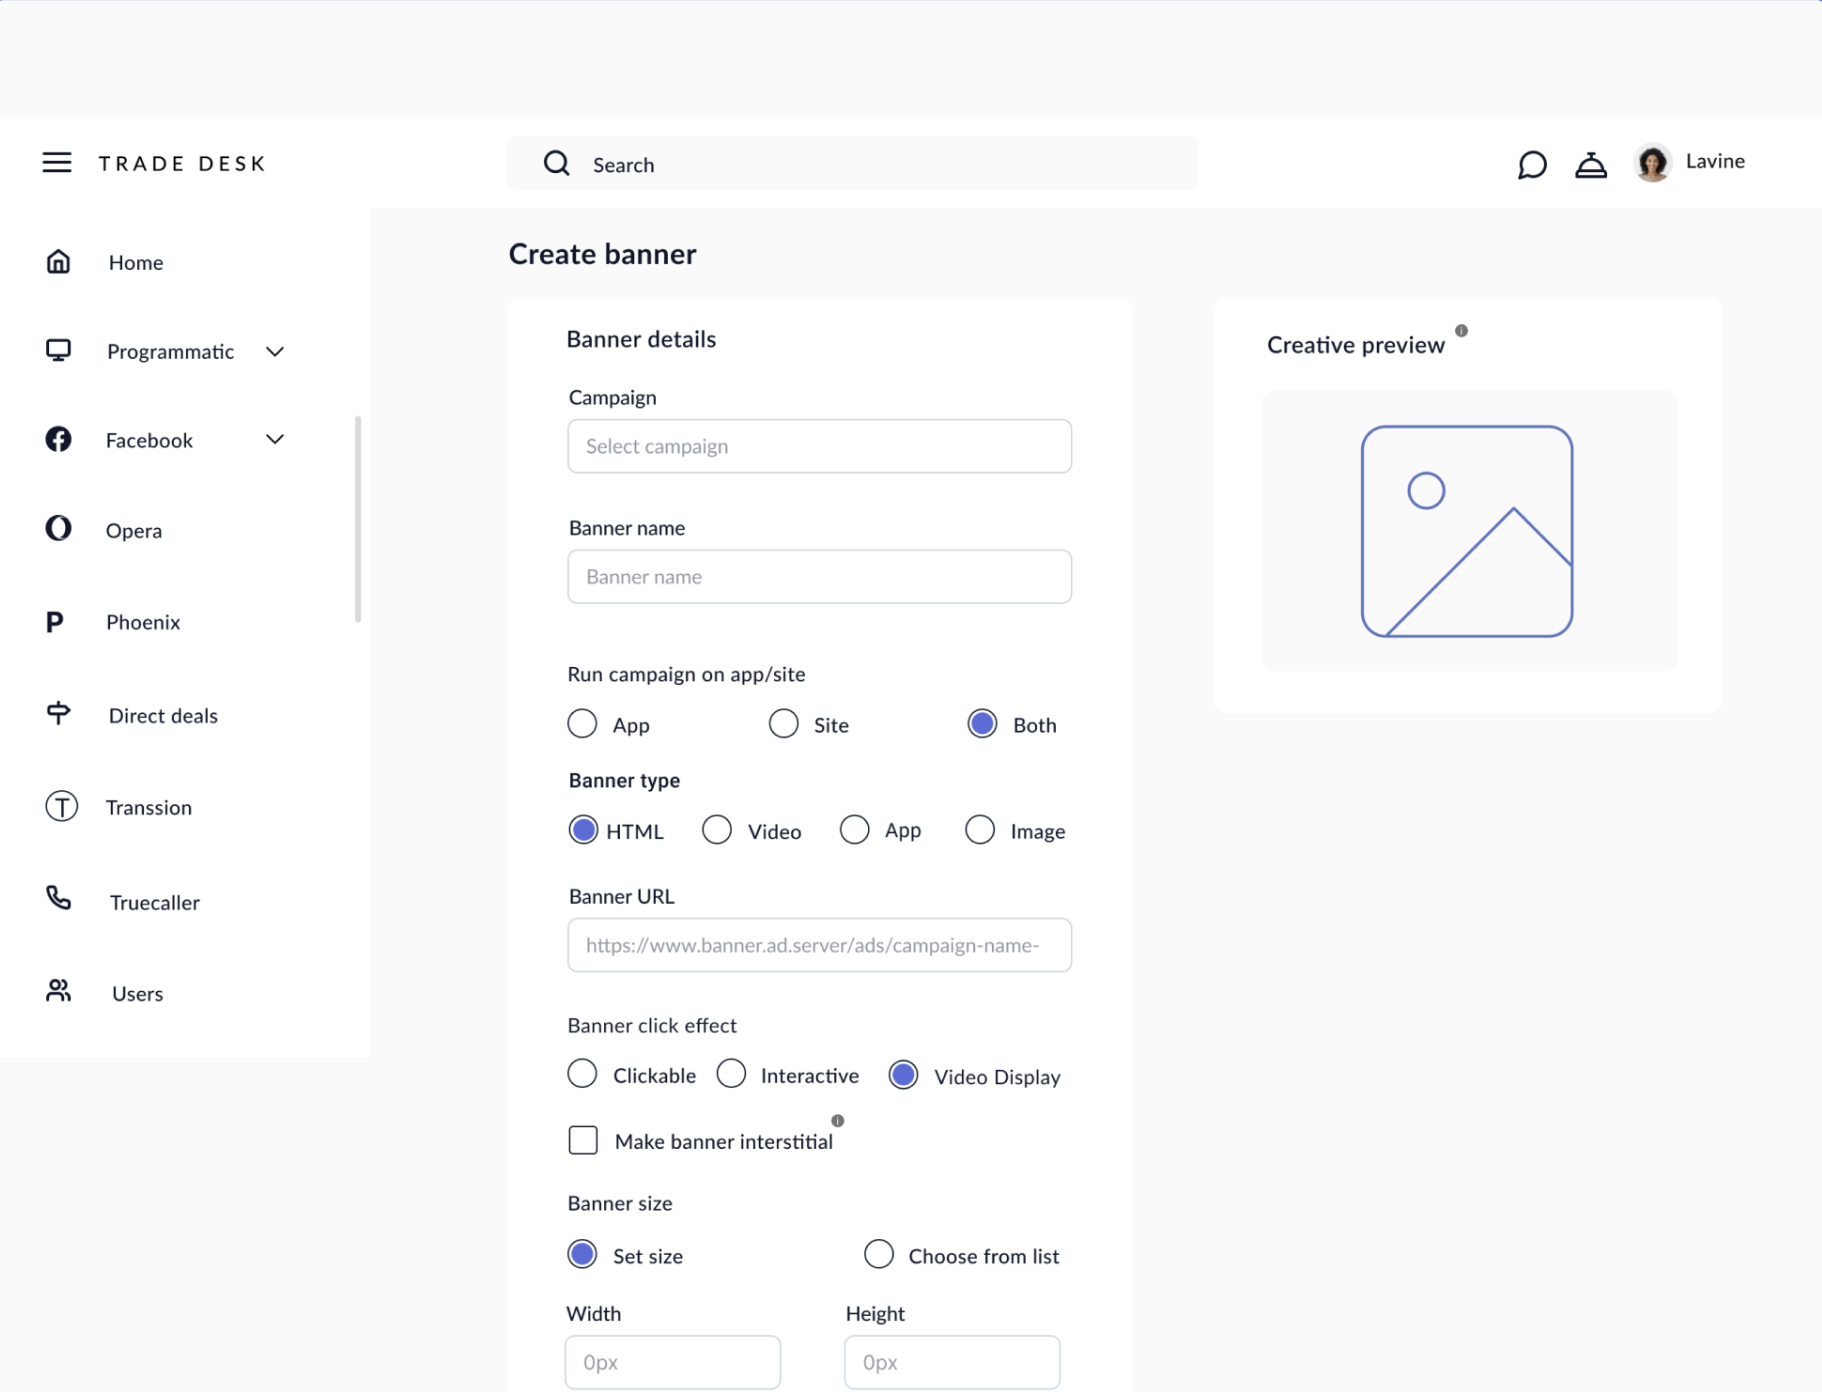 TRADE DESK
Search
Lavine
Home
Programmatic
Facebook
Opera
P Phoenix
Direct deals
T Transsion
Truecaller
Users
Create banner
Banner details
Campaign
Select campaign
Banner name
Banner name
Run campaign on app/site
App Site Both
Banner type
HTML Video App Image
Banner URL
https://www.banner.ad.server/ads/campaign-name-
Banner click effect
Clickable Interactive Video Display
Make banner interstitial
Banner size
Set size Choose from list
Width Height
0px 0px
Creative preview